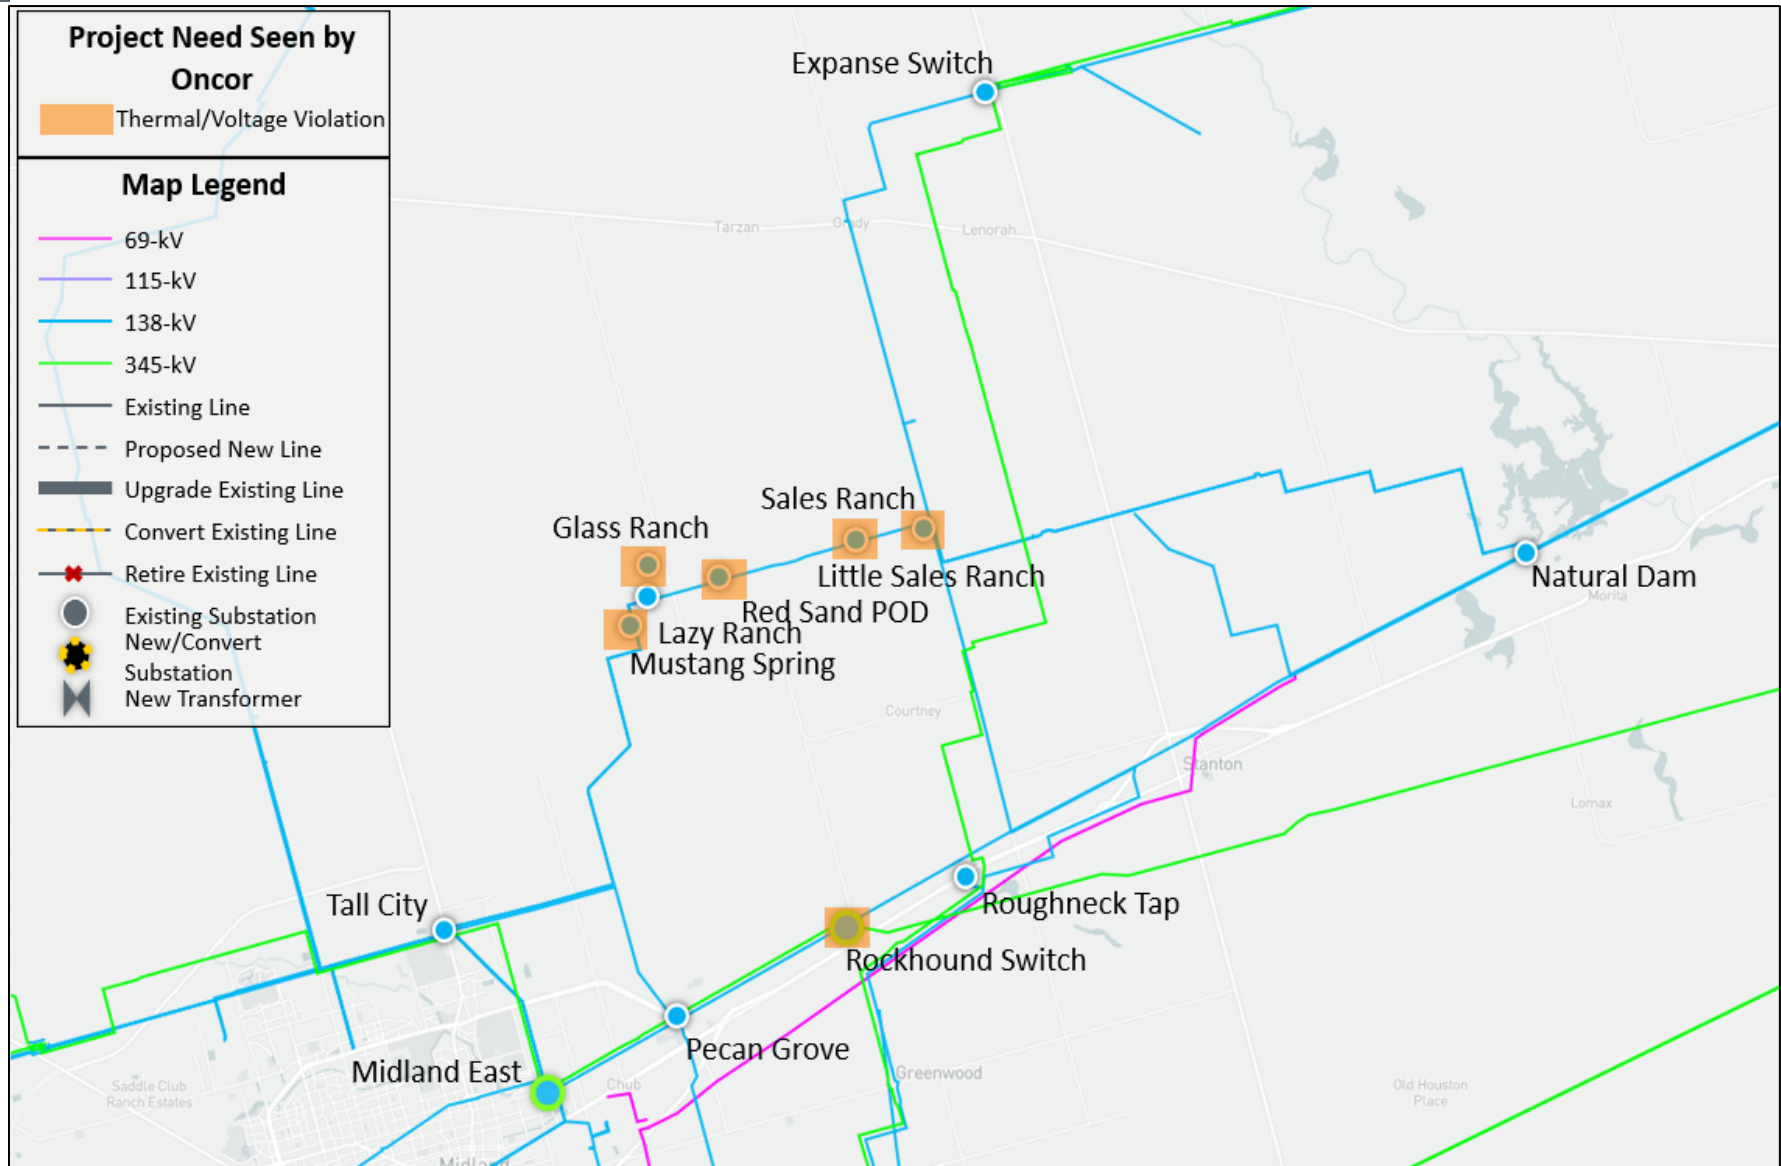 Project Need Seen by
Oncor
Thermal/Voltage Violation
Map Legend
69-kV
115-kV
138-kV
345-kV
Existing Line
Proposed New Line
Upgrade Existing Line
Convert Existing Line
Retire Existing Line
Existing Substation
New/Convert
Substation
New Transformer
Expanse Switch
Tarzan
Grady
Lenorah
Sales Ranch
Glass Ranch
Little Sales Ranch
Red Sand POD
Lazy Ranch
Mustang Spring
Natural Dam
Morita
Courtney
Stanton
Lomax
Tall City
Roughneck Tap
Rockhound Switch
Pecan Grove
Midland East
Chub
Greenwood
Saddle Club
Ranch Estates
Old Houston
Place
Midland